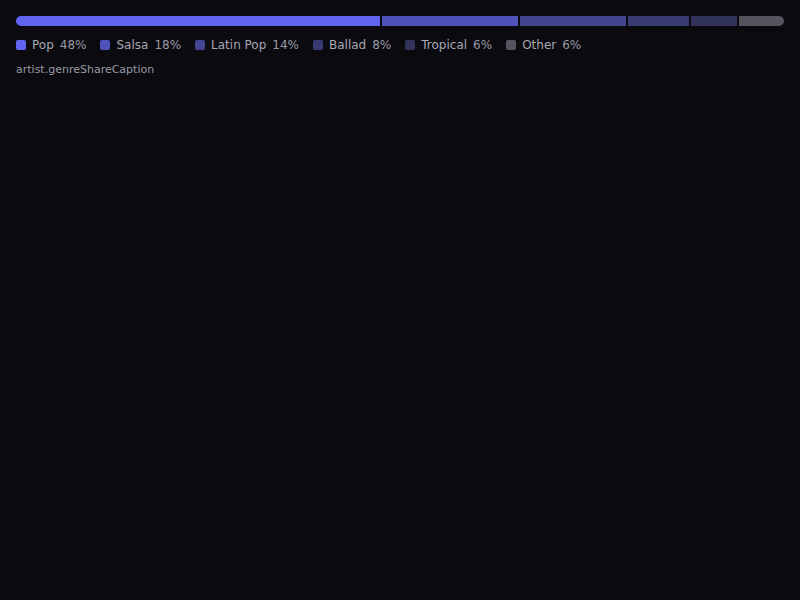 Pop 48% Salsa 18% Latin Pop 14% Ballad 8% Tropical 6% Other 6%
artist.genreShareCaption